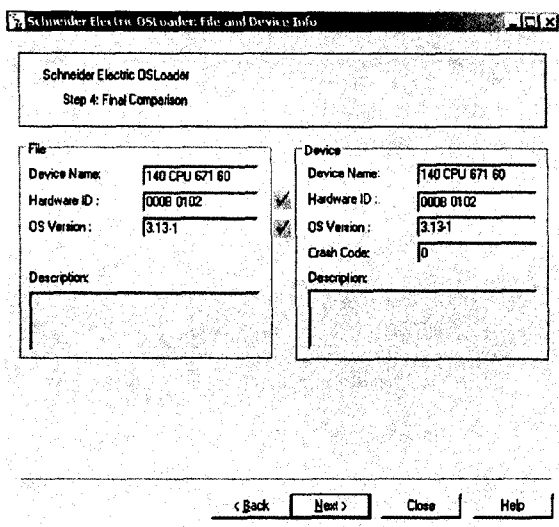 Schneider Electric OSLoader: File and Device Info
Schneider Electric OSLoader
Step 4: Final Comparison
File
Device Name: 140 CPU 671 60
Hardware ID : 000B 0102
OS Version : 3.13-1
Description:
Device
Device Name: 140 CPU 671 60
Hardware ID : 000B 0102
OS Version : 3.13-1
Crash Code: 0
Description:
< Back
Next >
Close
Help